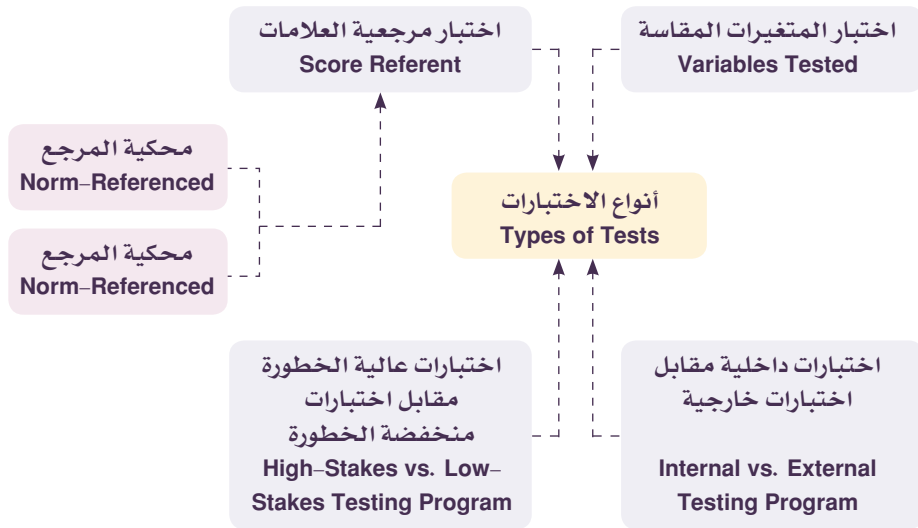 اختبار مرجعية العلامات
Score Referent
اختبار المتغيرات المقاسة
Variables Tested
محكية المرجع
Norm–Referenced
محكية المرجع
Norm–Referenced
أنواع الاختبارات
Types of Tests
اختبارات عالية الخطورة
مقابل اختبارات
منخفضة الخطورة
High–Stakes vs. Low–
Stakes Testing Program
اختبارات داخلية مقابل
اختبارات خارجية
Internal vs. External
Testing Program